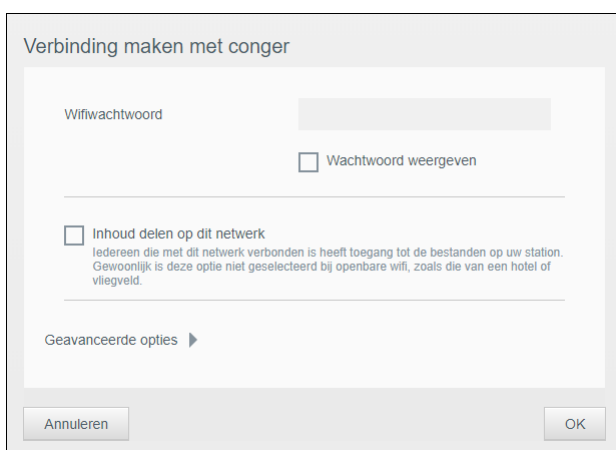 Verbinding maken met conger
Wifiwachtwoord
Wachtwoord weergeven
Inhoud delen op dit netwerk
Iedereen die met dit netwerk verbonden is heeft toegang tot de bestanden op uw station.
Gewoonlijk is deze optie niet geselecteerd bij openbare wifi, zoals die van een hotel of
vliegveld.
Geavanceerde opties
Annuleren
OK